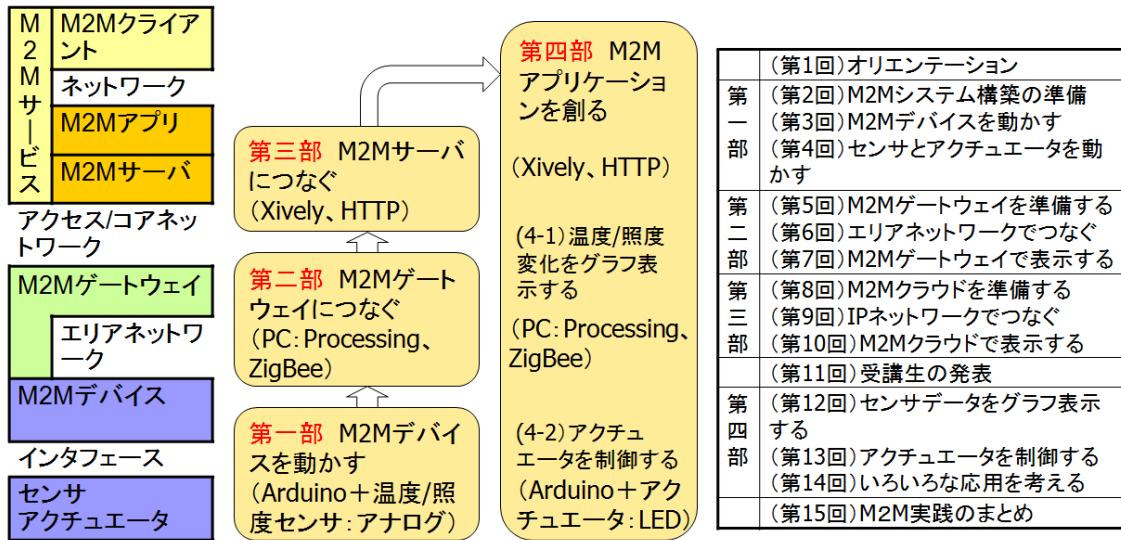 M2Mサービス
M2Mクライア
ント
ネットワーク
M2Mアプリ
M2Mサーバ
アクセス/コアネッ
トワーク
M2Mゲートウェイ
エリアネットワ
ーク
M2Mデバイス
インタフェース
センサ
アクチュエータ
第三部 M2Mサーバ
につなぐ
(Xively、HTTP)
第二部 M2Mゲート
ウェイにつなぐ
(PC:Processing、
ZigBee)
第一部 M2Mデバイ
スを動かす
(Arduino+温度/照
度センサ:アナログ)
第四部 M2M
アプリケーショ
ンを創る
(Xively、HTTP)
(4-1)温度/照度
変化をグラフ表
示する
(PC:Processing、
ZigBee)
(4-2)アクチュ
エータを制御する
(Arduino+アク
チュエータ:LED)
(第1回)オリエンテーション
第一部
(第2回)M2Mシステム構築の準備
(第3回)M2Mデバイスを動かす
(第4回)センサとアクチュエータを動
かす
第二部
(第5回)M2Mゲートウェイを準備する
(第6回)エリアネットワークでつなぐ
(第7回)M2Mゲートウェイで表示する
第三部
(第8回)M2Mクラウドを準備する
(第9回)IPネットワークでつなぐ
(第10回)M2Mクラウドで表示する
(第11回)受講生の発表
第四部
(第12回)センサデータをグラフ表示
する
(第13回)アクチュエータを制御する
(第14回)いろいろな応用を考える
(第15回)M2M実践のまとめ